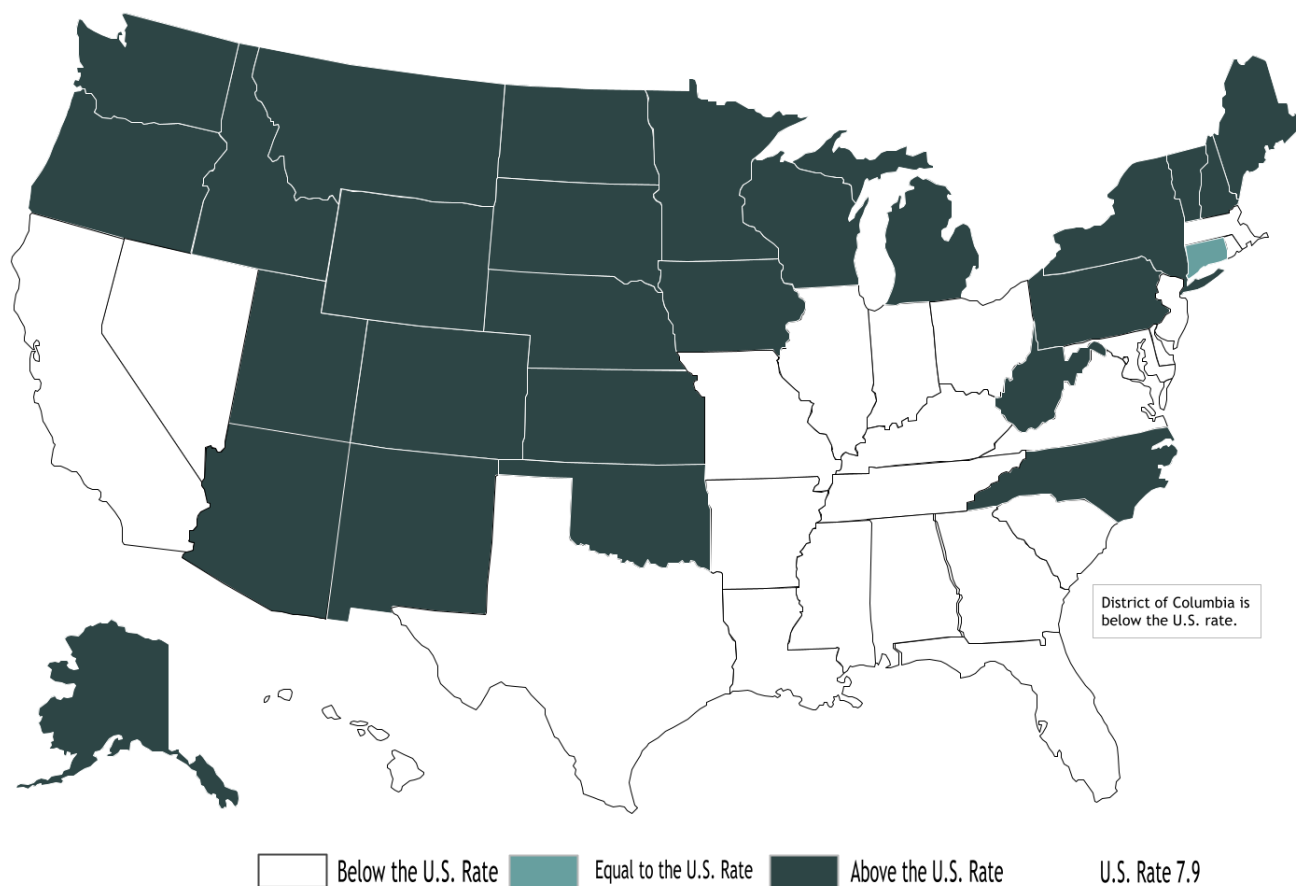 District of Columbia is
below the U.S. rate.
Below the U.S. Rate
Equal to the U.S. Rate
Above the U.S. Rate
U.S. Rate 7.9